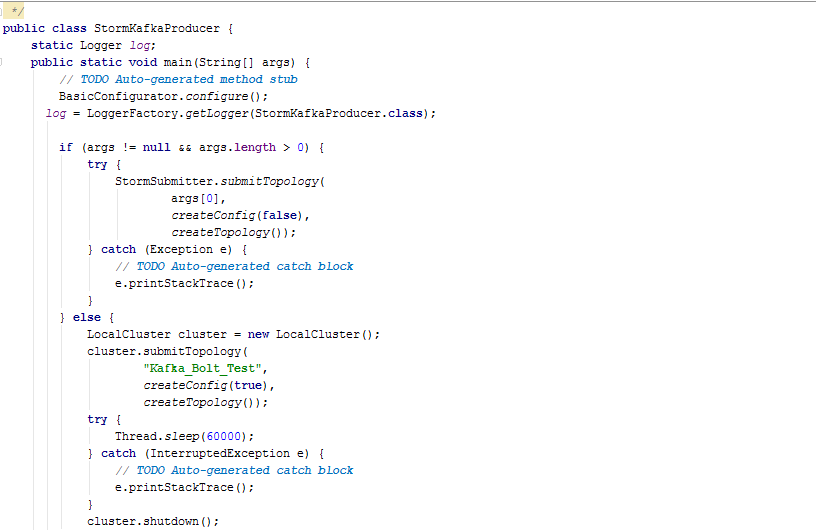 */
public class StormKafkaProducer {
    static Logger log;
    public static void main(String[] args) {
        // TODO Auto-generated method stub
        BasicConfigurator.configure();
      log = LoggerFactory.getLogger(StormKafkaProducer.class);

        if (args != null && args.length > 0) {
            try {
                StormSubmitter.submitTopology(
                        args[0],
                        createConfig(false),
                        createTopology());
            } catch (Exception e) {
                // TODO Auto-generated catch block
                e.printStackTrace();
            }
        } else {
            LocalCluster cluster = new LocalCluster();
            cluster.submitTopology(
                    "Kafka_Bolt_Test",
                    createConfig(true),
                    createTopology());
            try {
                Thread.sleep(60000);
            } catch (InterruptedException e) {
                // TODO Auto-generated catch block
                e.printStackTrace();
            }
            cluster.shutdown();